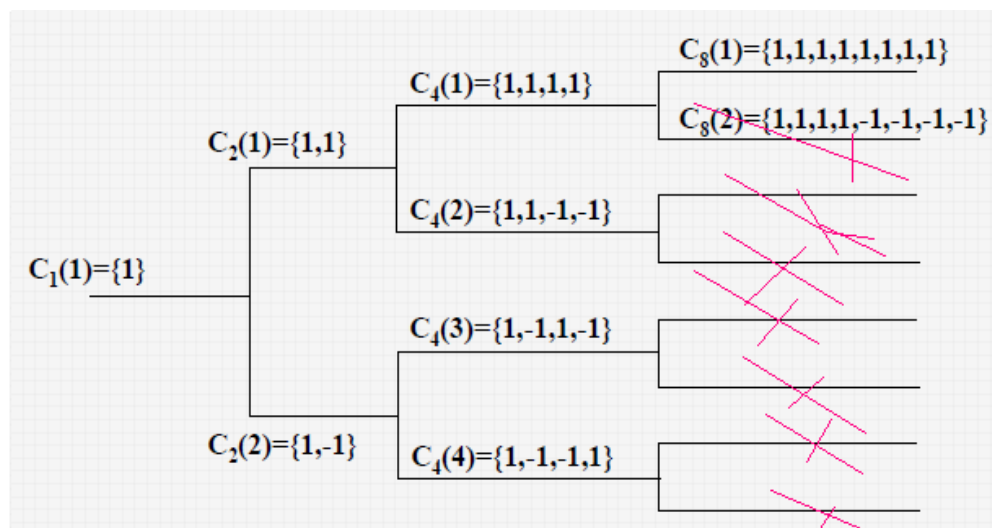 C₈(1)={1,1,1,1,1,1,1,1}
C₄(1)={1,1,1,1}
C₈(2)={1,1,1,1,-1,-1,-1,-1}
C₂(1)={1,1}
C₄(2)={1,1,-1,-1}
C₁(1)={1}
C₄(3)={1,-1,1,-1}
C₂(2)={1,-1}
C₄(4)={1,-1,-1,1}